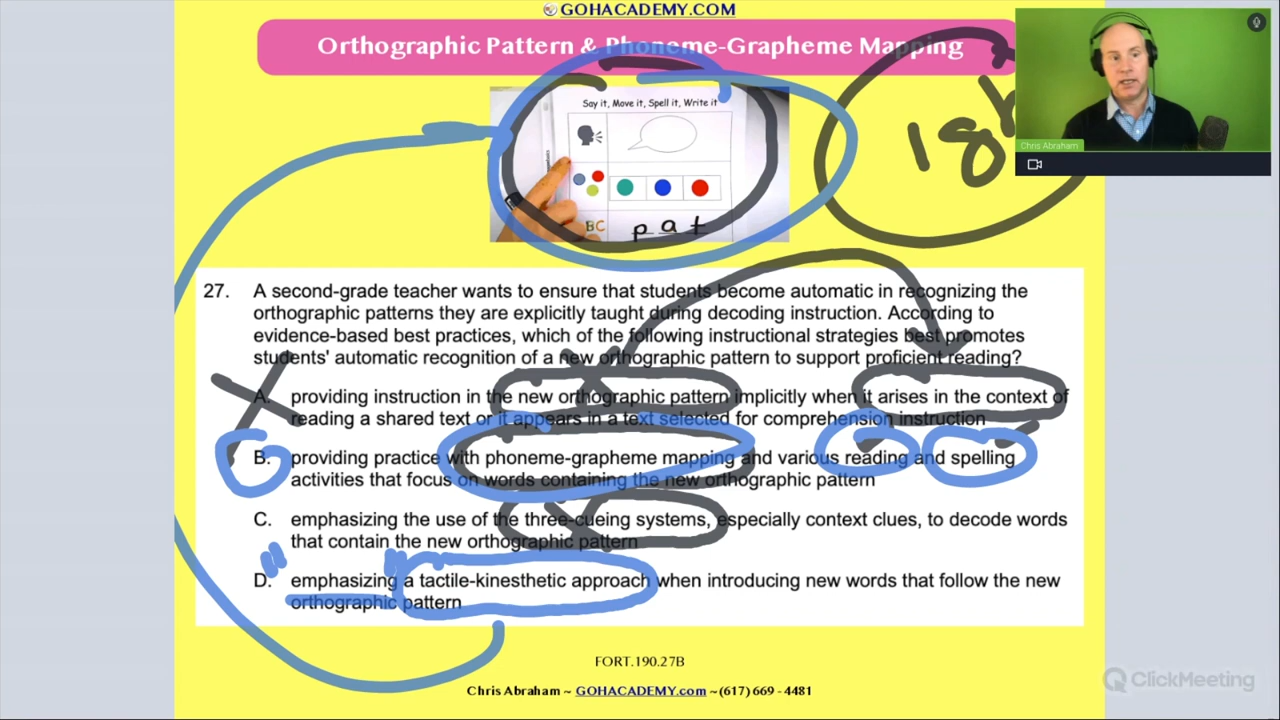 GOHACADEMY.COM
Orthographic Pattern & Phoneme-Grapheme Mapping
Say it, Move it, Spell it, Write it
BC
p a t
Chris Abraham
27. A second-grade teacher wants to ensure that students become automatic in recognizing the
orthographic patterns they are explicitly taught during decoding instruction. According to
evidence-based best practices, which of the following instructional strategies best promotes
students' automatic recognition of a new orthographic pattern to support proficient reading?
A. providing instruction in the new orthographic pattern implicitly when it arises in the context of
reading a shared text or it appears in a text selected for comprehension instruction
B. providing practice with phoneme-grapheme mapping and various reading and spelling
activities that focus on words containing the new orthographic pattern
C. emphasizing the use of the three-cueing systems, especially context clues, to decode words
that contain the new orthographic pattern
D. emphasizing a tactile-kinesthetic approach when introducing new words that follow the new
orthographic pattern
FORT.190.27B
Chris Abraham ~ GOHACADEMY.com ~(617) 669 - 4481
ClickMeeting